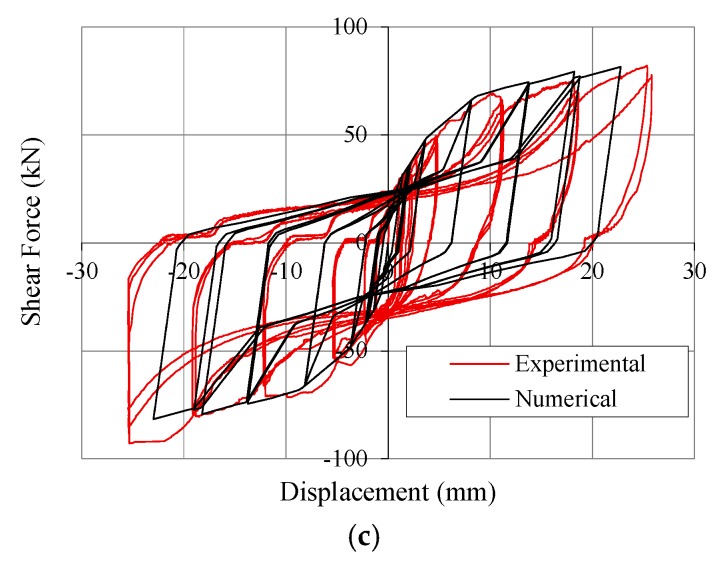 100
50
0
-50
-100
-30
-20
-10
10
20
30
Shear Force (kN)
Experimental
Numerical
Displacement (mm)
(c)